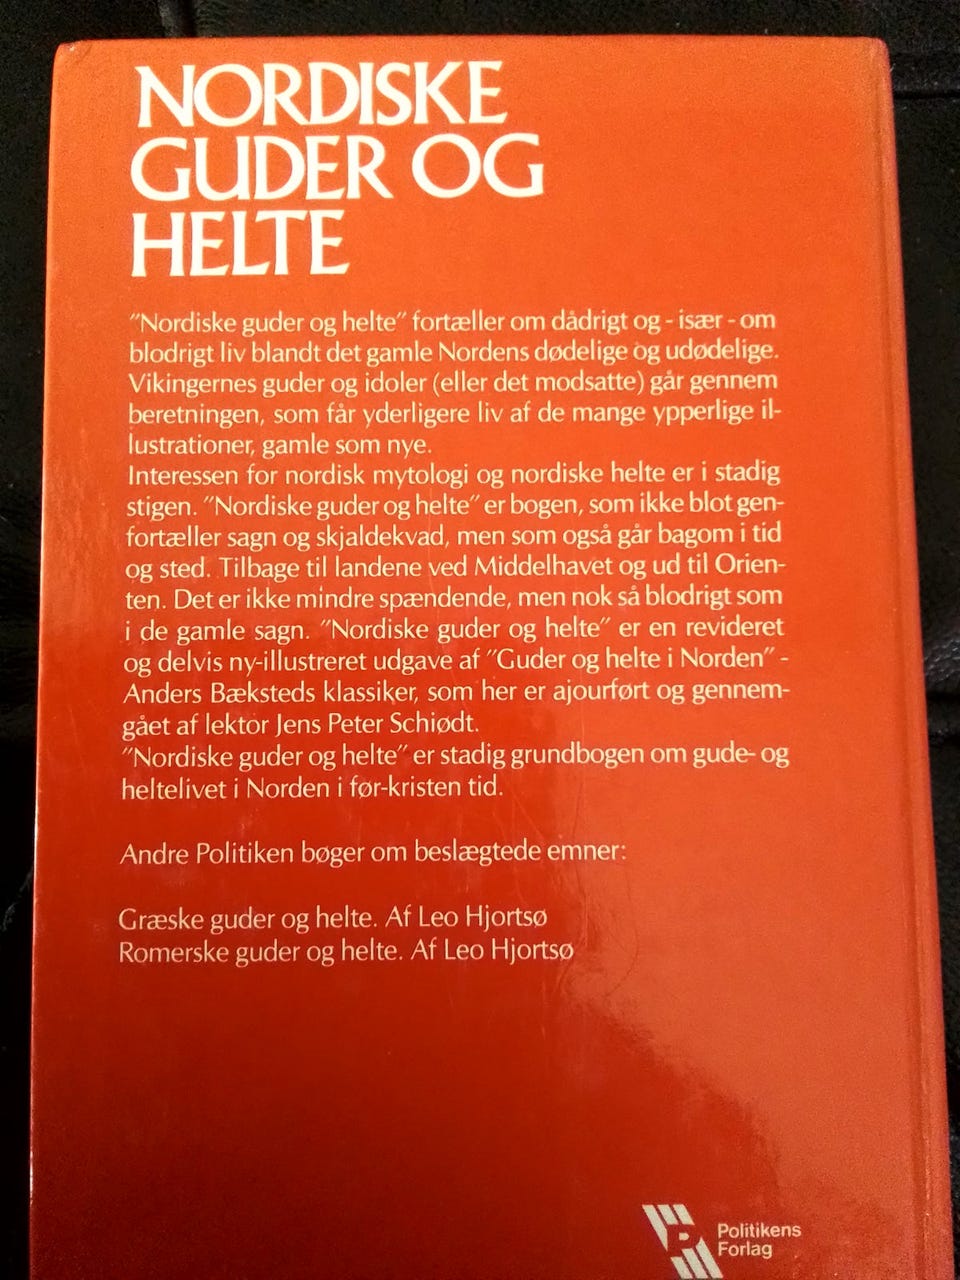 NORDISKE
GUDER OG
HELTE
"Nordiske guder og helte" fortæller om dådrigt og - især - om
blodrigt liv blandt det gamle Nordens dødelige og udødelige.
Vikingernes guder og idoler (eller det modsatte) går gennem
beretningen, som får yderligere liv af de mange ypperlige il-
lustrationer, gamle som nye.
Interessen for nordisk mytologi og nordiske helte er i stadig
stigen. "Nordiske guder og helte" er bogen, som ikke blot gen-
fortæller sagn og skjaldekvad, men som også går bagom i tid
og sted. Tilbage til landene ved Middelhavet og ud til Orien-
ten. Det er ikke mindre spændende, men nok så blodrigt som
i de gamle sagn. "Nordiske guder og helte" er en revideret
og delvis ny-illustreret udgave af "Guder og helte i Norden" -
Anders Bæksteds klassiker, som her er ajourført og gennem-
gået af lektor Jens Peter Schiødt.
"Nordiske guder og helte" er stadig grundbogen om gude- og
heltelivet i Norden i før-kristen tid.
Andre Politiken bøger om beslægtede emner:
Græske guder og helte. Af Leo Hjortsø
Romerske guder og helte. Af Leo Hjortsø
P
Politikens
Forlag